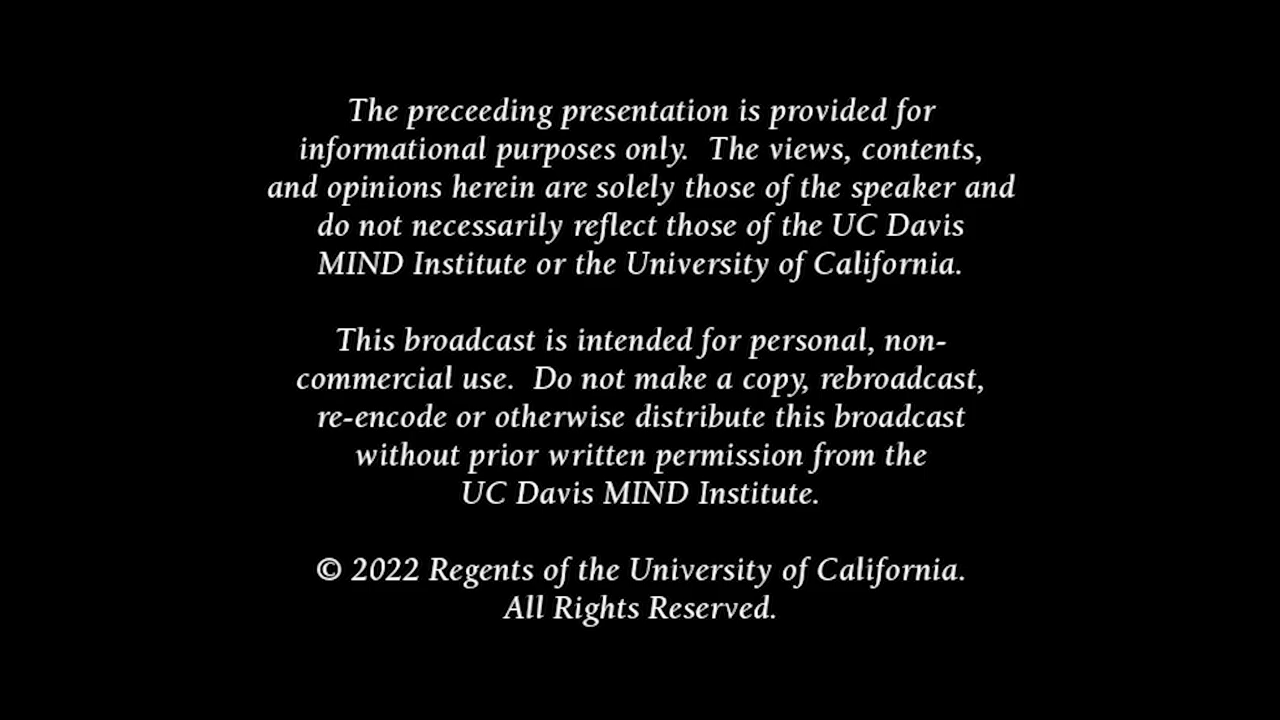 The preceeding presentation is provided for
informational purposes only.  The views, contents,
and opinions herein are solely those of the speaker and
do not necessarily reflect those of the UC Davis
MIND Institute or the University of California.
This broadcast is intended for personal, non-
commercial use.  Do not make a copy, rebroadcast,
re-encode or otherwise distribute this broadcast
without prior written permission from the
UC Davis MIND Institute.
© 2022 Regents of the University of California.
All Rights Reserved.